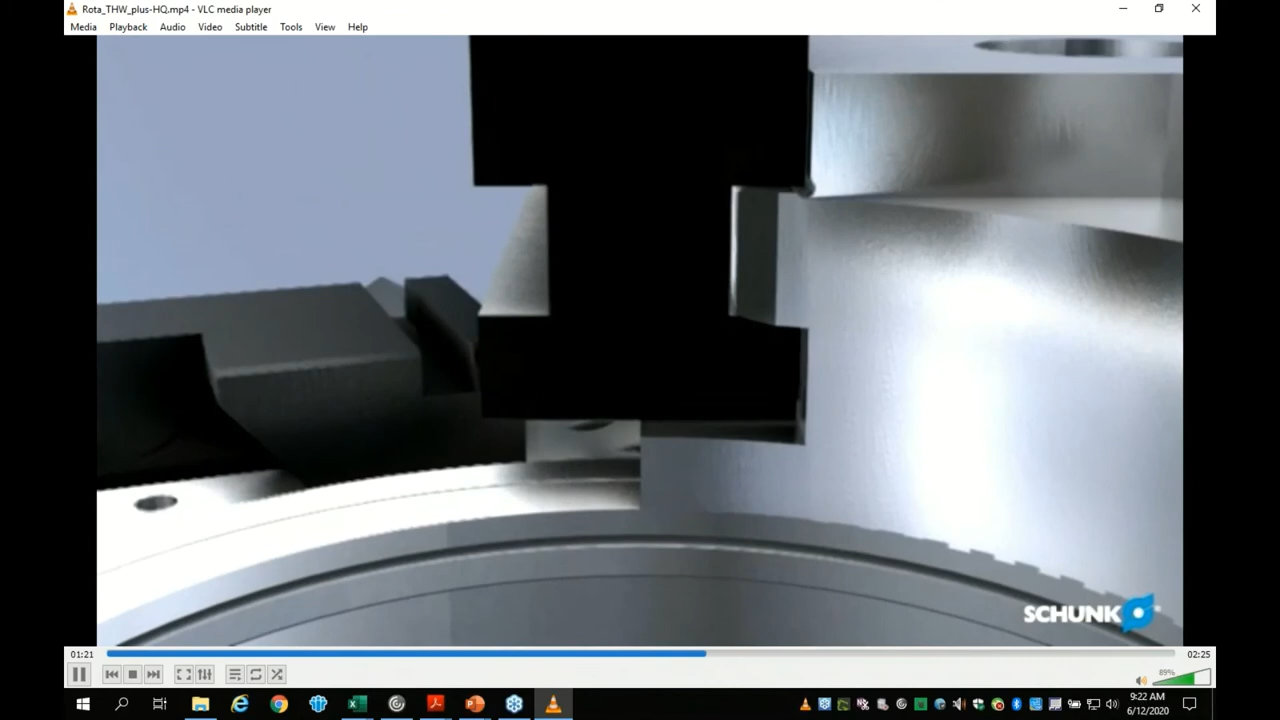 Rota_THW_plus-HQ.mp4 - VLC media player
Media Playback Audio Video Subtitle Tools View Help
SCHUNK
01:21
02:25
89%
9:22 AM
6/12/2020